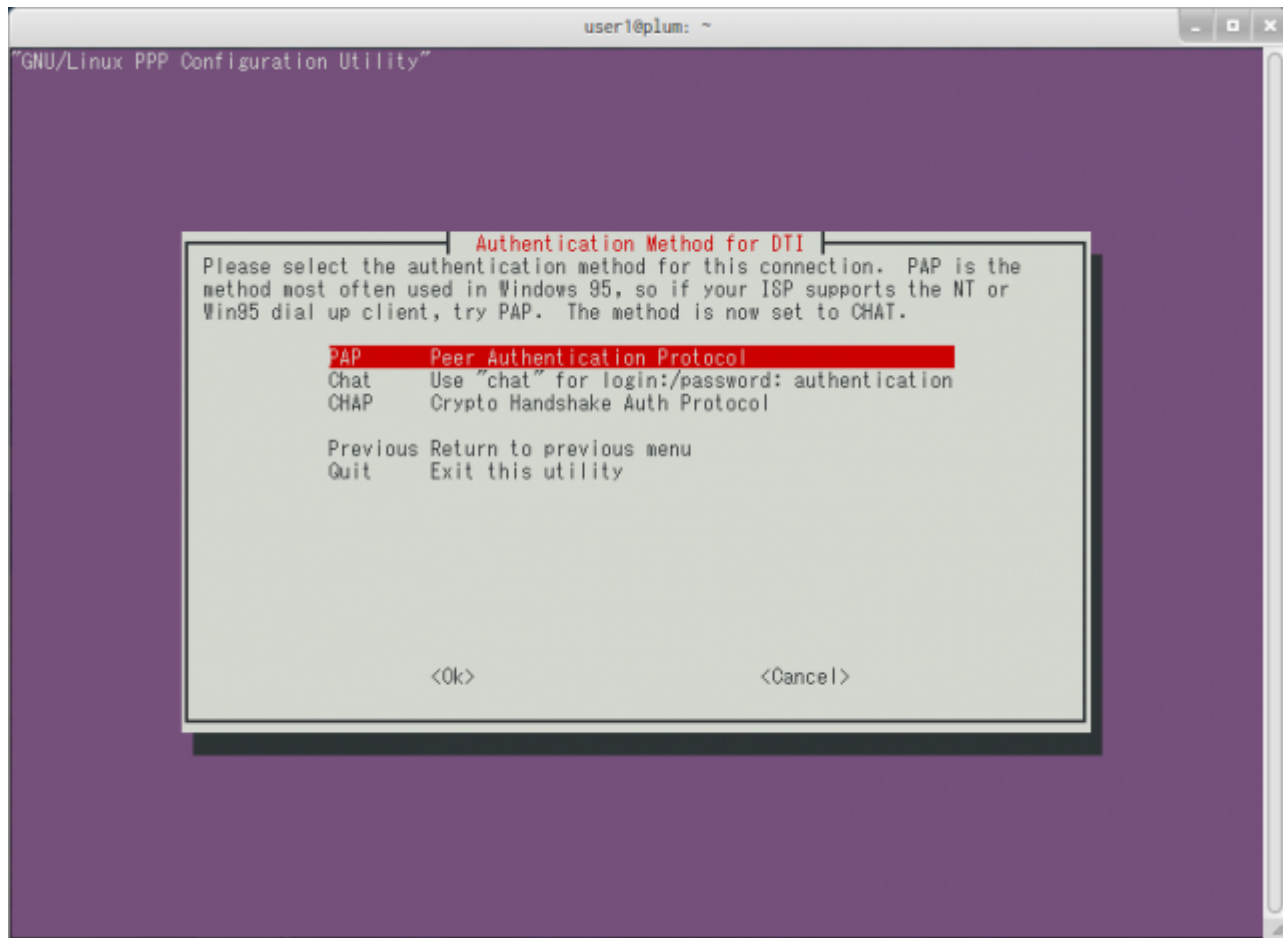 user1@plum: ~
"GNU/Linux PPP Configuration Utility"
Authentication Method for DTI
Please select the authentication method for this connection.  PAP is the
method most often used in Windows 95, so if your ISP supports the NT or
Win95 dial up client, try PAP.  The method is now set to CHAT.
PAP      Peer Authentication Protocol
Chat     Use "chat" for login:/password: authentication
CHAP     Crypto Handshake Auth Protocol
Previous Return to previous menu
Quit     Exit this utility
<Ok>                          <Cancel>